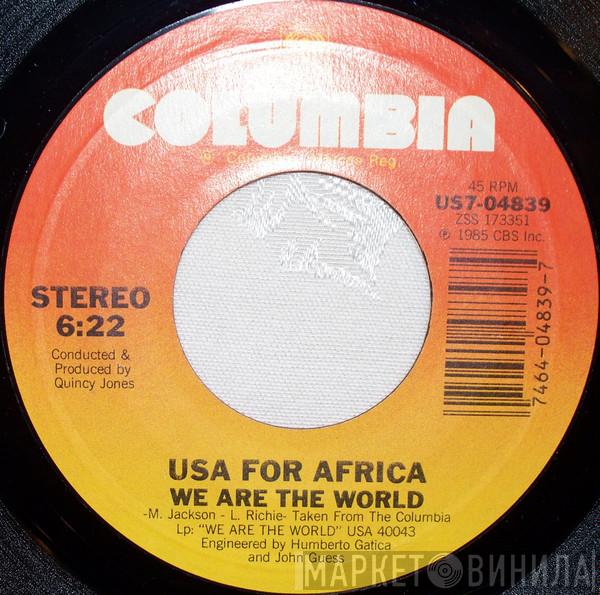 COLUMBIA
45 RPM
US7-04839
ZSS 173351
℗ 1985 CBS Inc.
STEREO
6:22
Conducted &
Produced by
Quincy Jones
7464-04839-7
USA FOR AFRICA
WE ARE THE WORLD
-M. Jackson - L. Richie- Taken From The Columbia
Lp: "WE ARE THE WORLD" USA 40043
Engineered by Humberto Gatica
and John Guess
МАРКЕТ ВИНИЛА